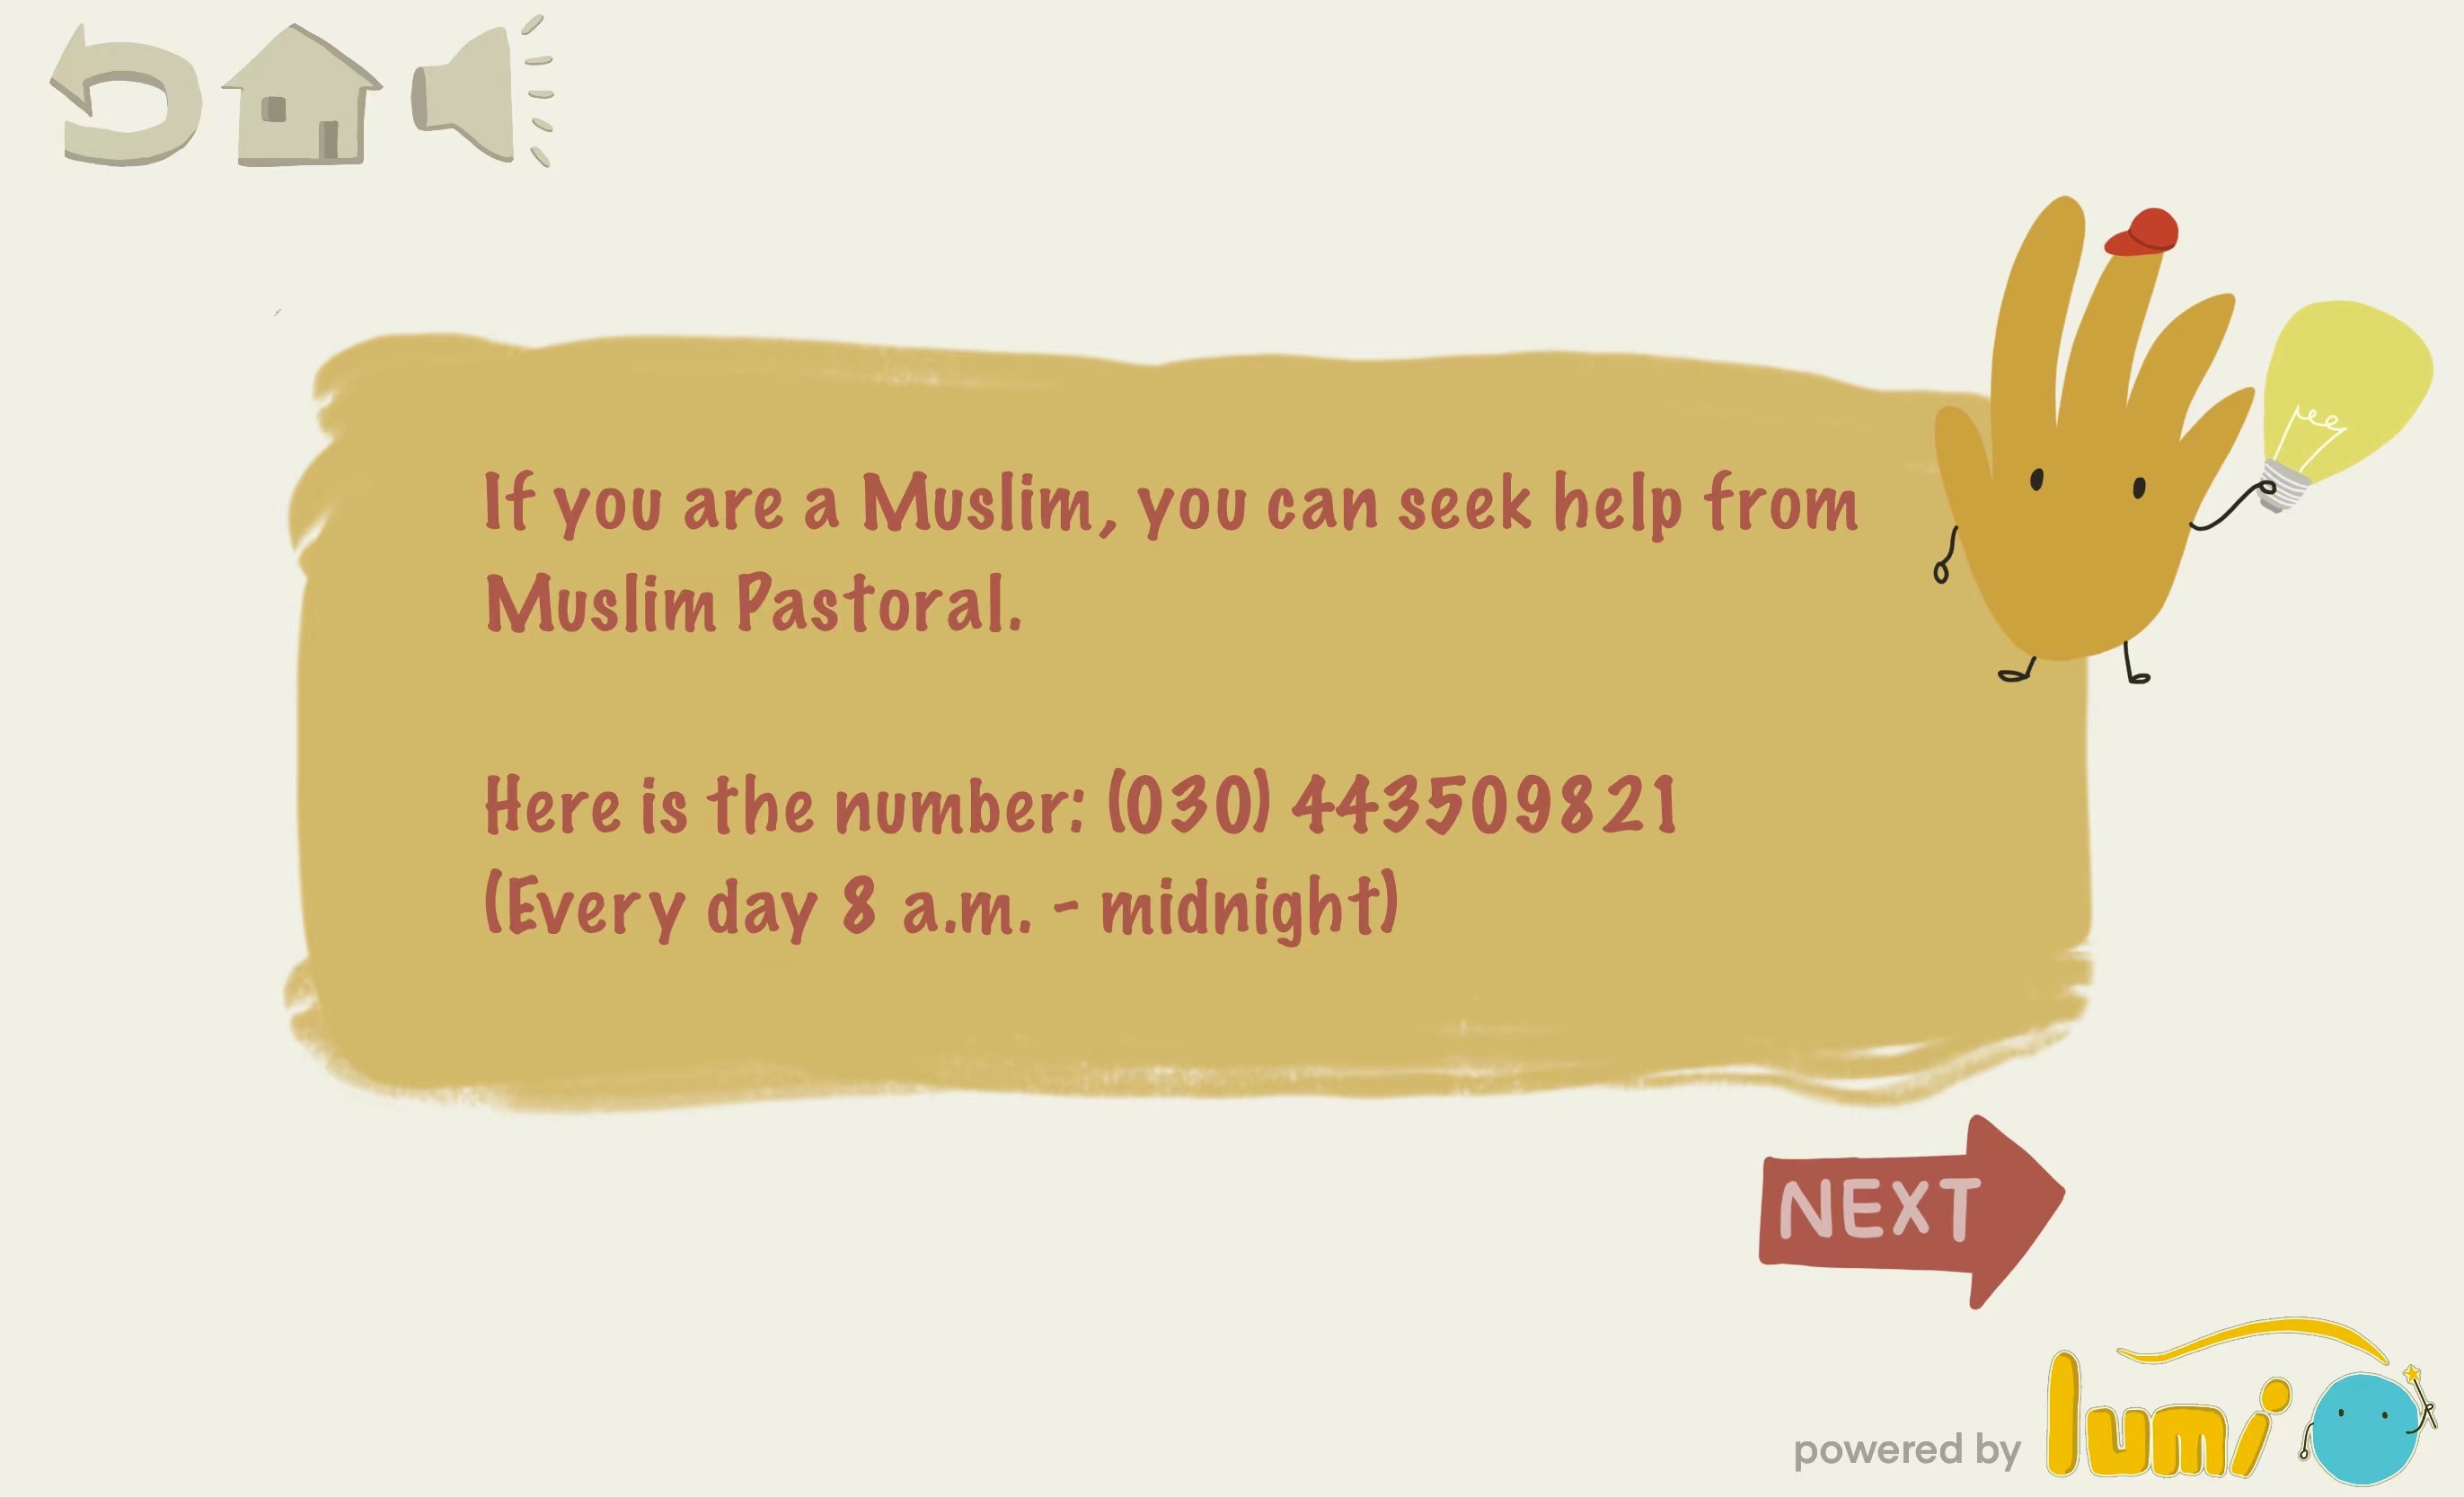 If you are a Muslim, you can seek help from
Muslim Pastoral.
Here is the number: (030) 443509821
(Every day 8 a.m. - midnight)
NEXT
powered by lumi